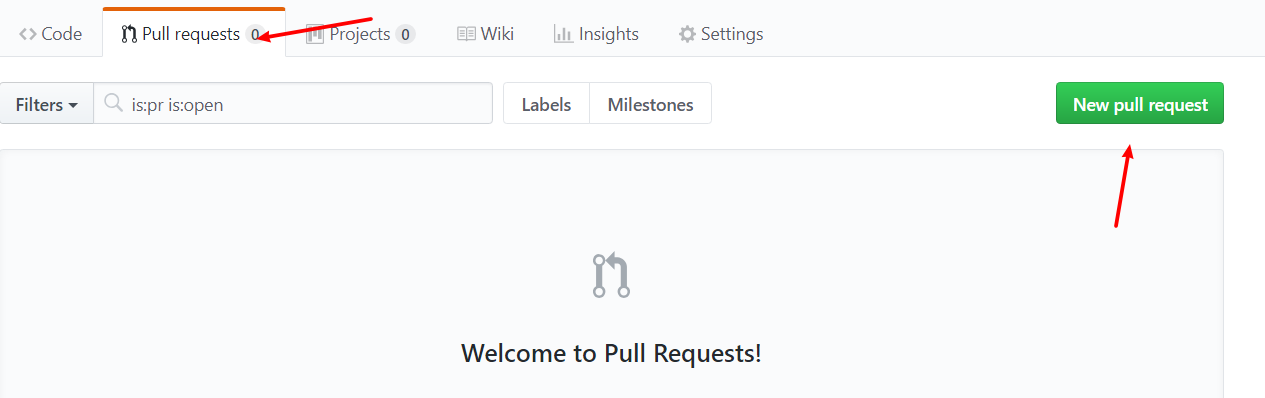 Code Pull requests 0 Projects 0 Wiki Insights Settings
Filters is:pr is:open Labels Milestones New pull request
Welcome to Pull Requests!